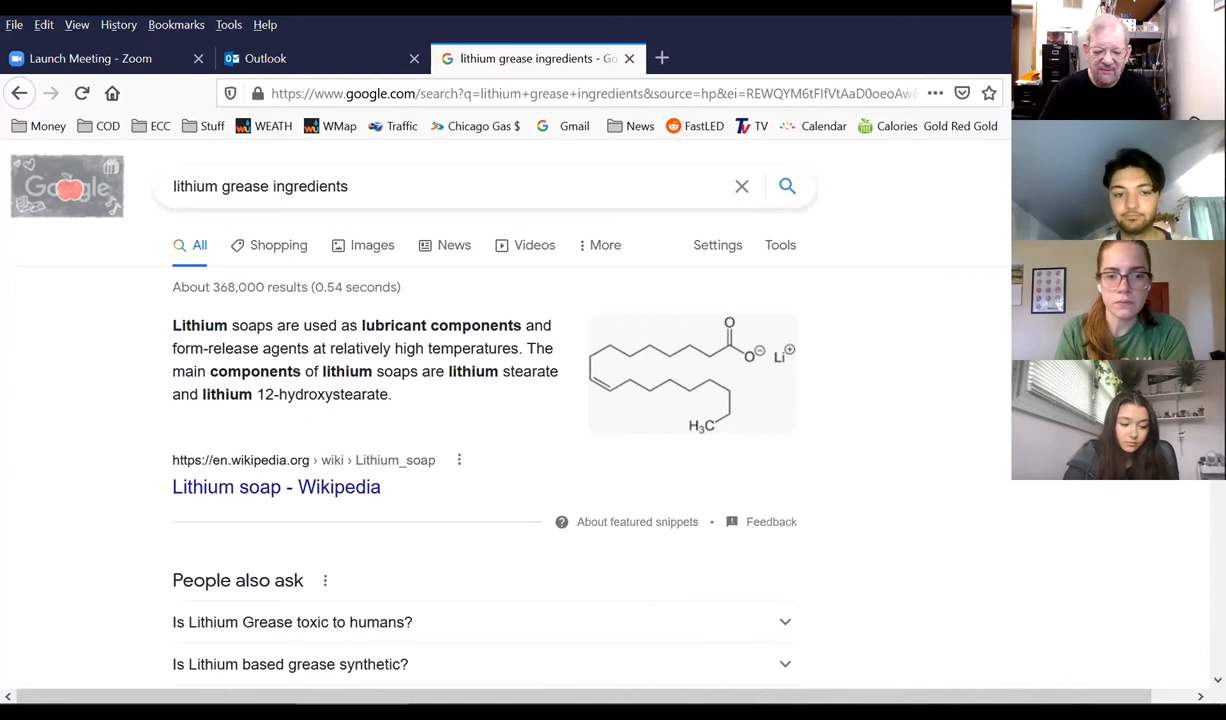 File Edit View History Bookmarks Tools Help
Launch Meeting - Zoom
Outlook
lithium grease ingredients - Go
https://www.google.com/search?q=lithium+grease+ingredients&source=hp&ei=REWQYM6tFIfVtAaD0oeoAw
Money COD ECC Stuff WEATH WMap Traffic Chicago Gas $ Gmail News FastLED TV Calendar Calories Gold Red Gold
Google
lithium grease ingredients
All Shopping Images News Videos More Settings Tools
About 368,000 results (0.54 seconds)
Lithium soaps are used as lubricant components and
form-release agents at relatively high temperatures. The
main components of lithium soaps are lithium stearate
and lithium 12-hydroxystearate.
O
O⊖ Li⊕
H₃C
https://en.wikipedia.org › wiki › Lithium_soap
Lithium soap - Wikipedia
About featured snippets • Feedback
People also ask
Is Lithium Grease toxic to humans?
Is Lithium based grease synthetic?